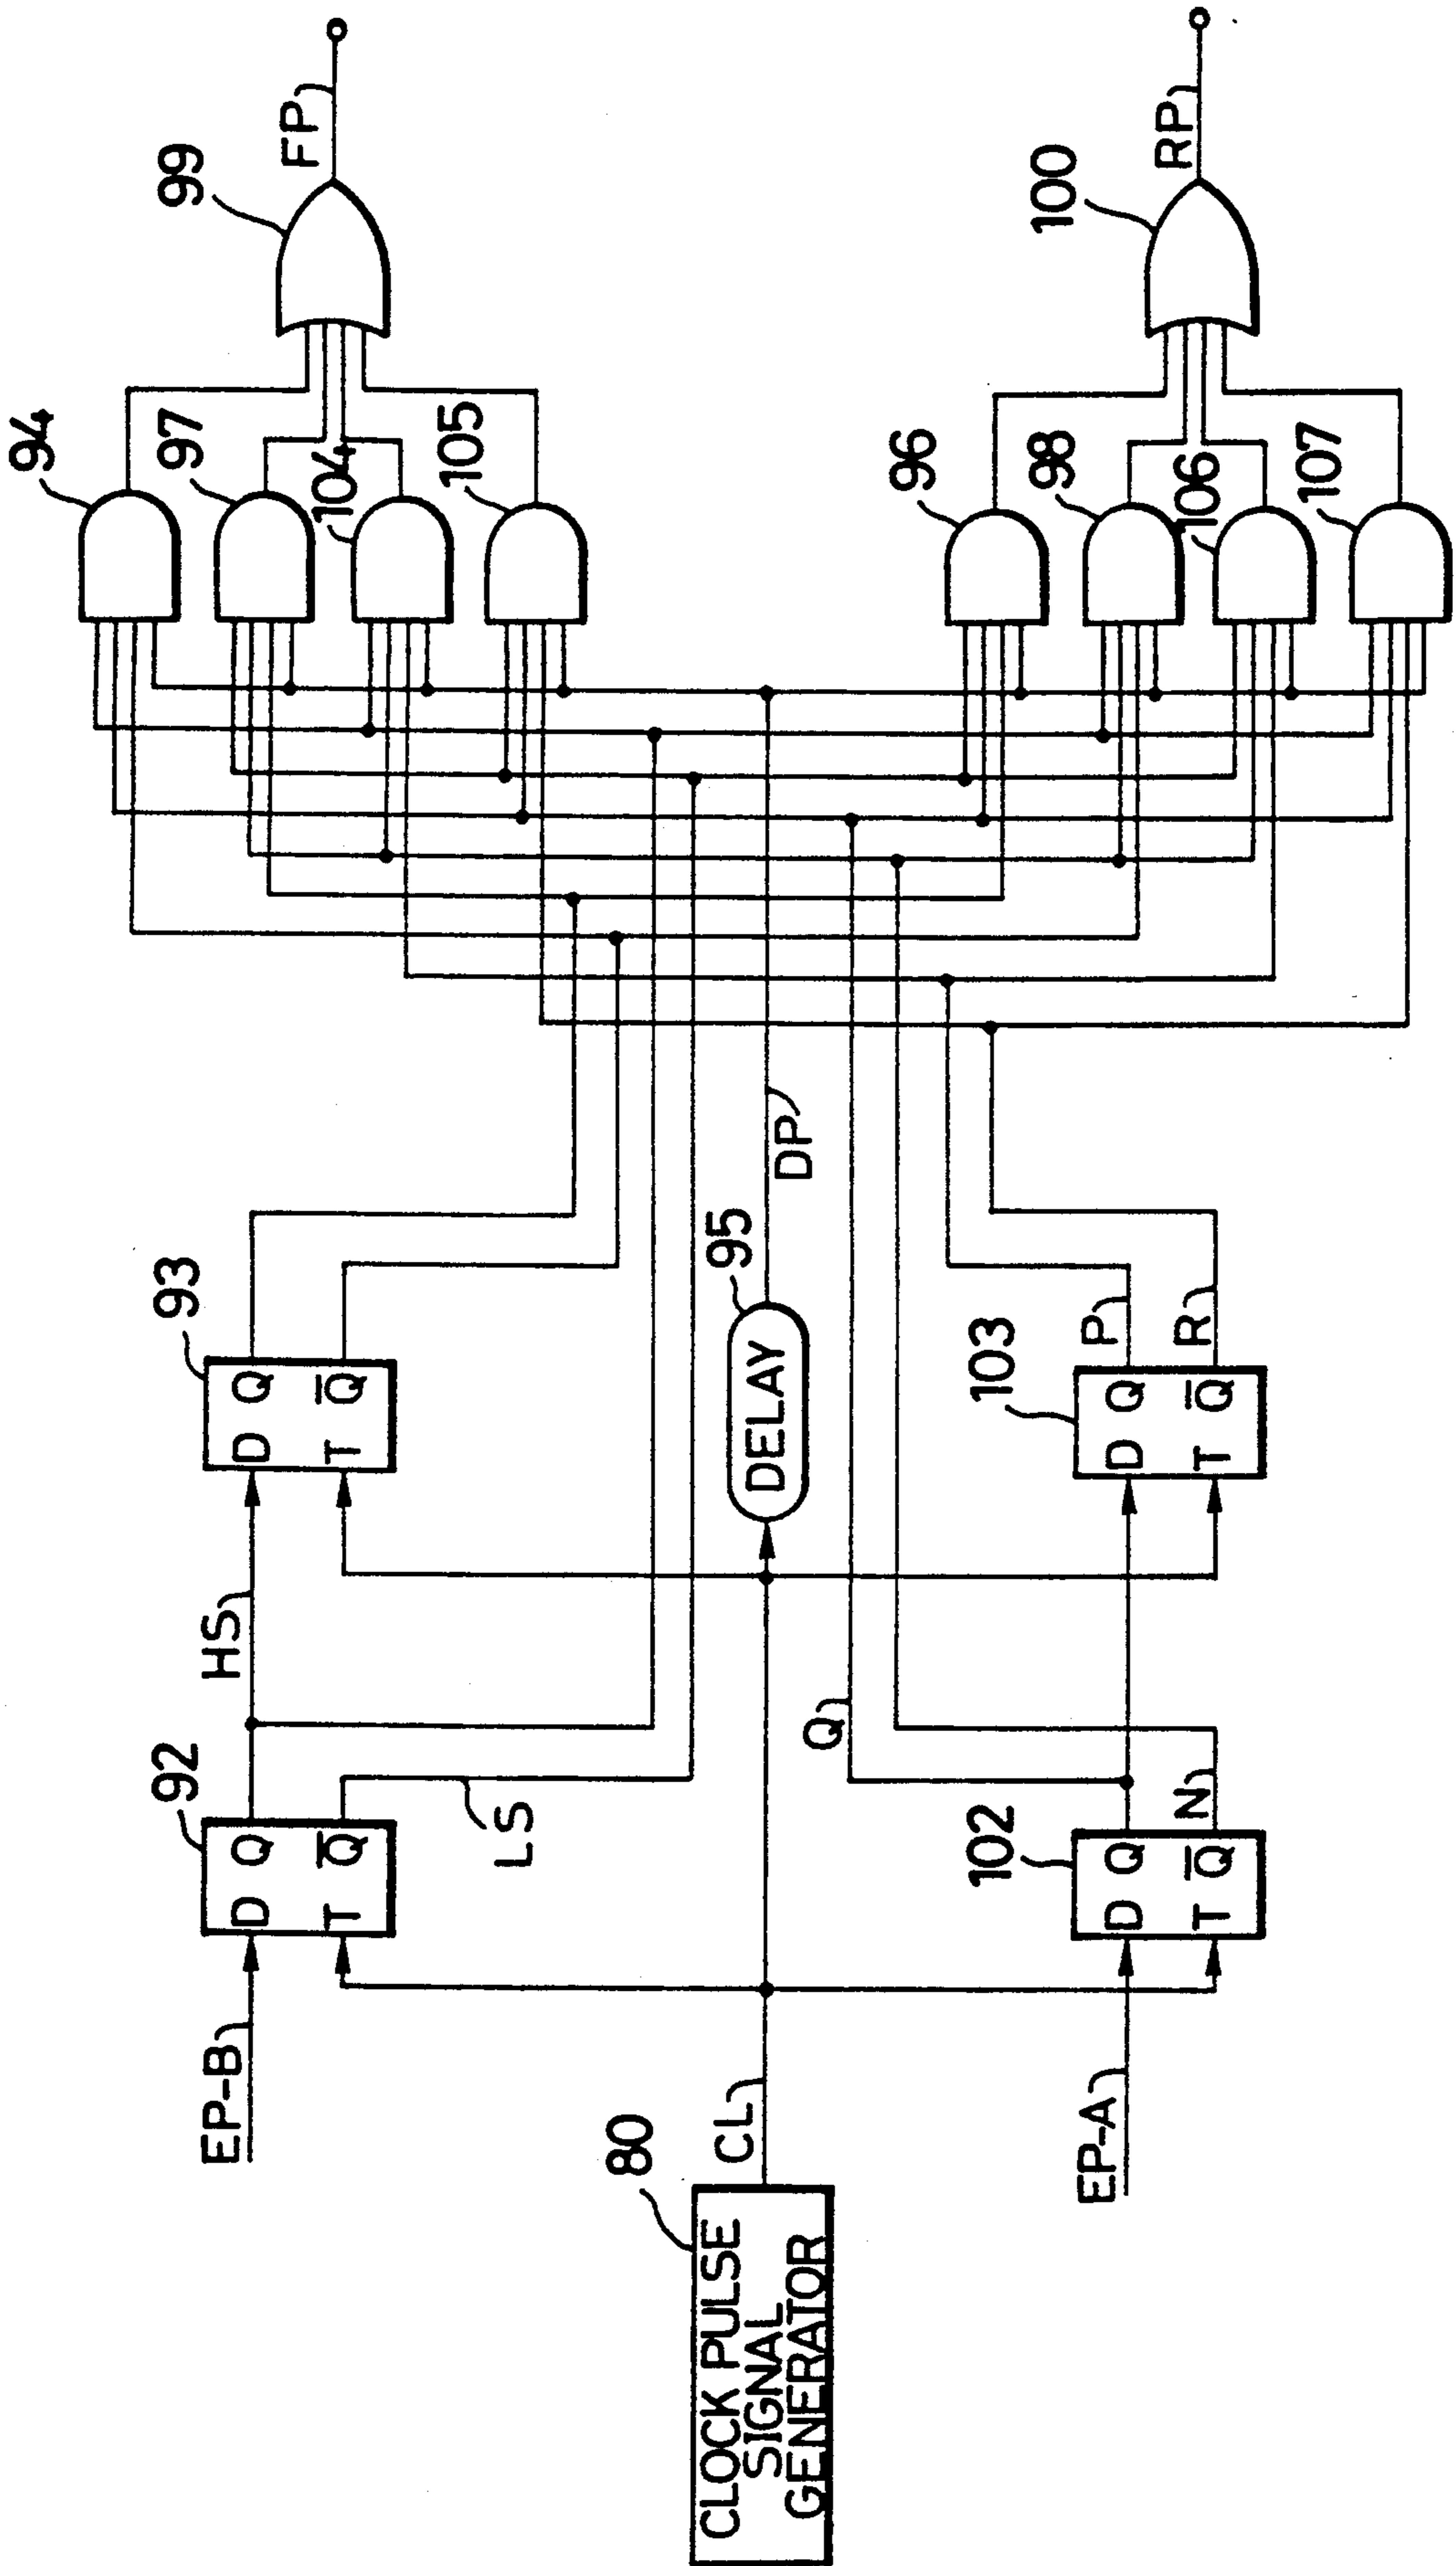 EP-B
92
D Q
T Q̅
HS
LS
93
D Q
T Q̅
94
97
104
105
99
FP
CLOCK PULSE
SIGNAL
GENERATOR
80
CL
DELAY
95
DP
Q
EP-A
102
D Q
T Q̅
N
103
D Q
T Q̅
P
R
96
98
106
107
100
RP